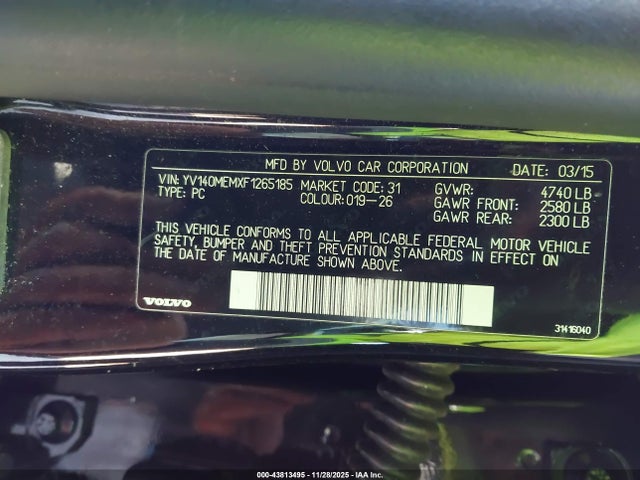 MFD BY VOLVO CAR CORPORATION DATE: 03/15
VIN: YV140MEMXF1265185 MARKET CODE: 31 GVWR: 4740 LB
TYPE: PC COLOUR: 019-26 GAWR FRONT: 2580 LB
GAWR REAR: 2300 LB
THIS VEHICLE CONFORMS TO ALL APPLICABLE FEDERAL MOTOR VEHICLE
SAFETY, BUMPER AND THEFT PREVENTION STANDARDS IN EFFECT ON
THE DATE OF MANUFACTURE SHOWN ABOVE.
VOLVO
31416040
000-43813495 - 11/28/2025 - IAA Inc.